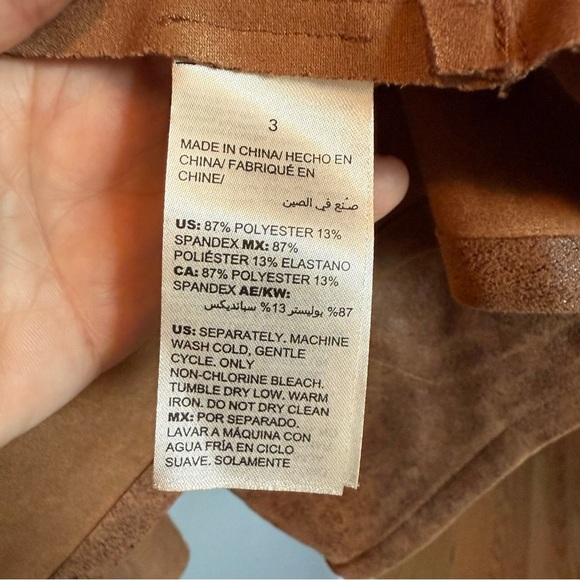 3
MADE IN CHINA/ HECHO EN
CHINA/ FABRIQUÉ EN
CHINE/
صنع في الصين
US: 87% POLYESTER 13%
SPANDEX MX: 87%
POLIÉSTER 13% ELASTANO
CA: 87% POLYESTER 13%
SPANDEX AE/KW:
87% بوليستر 13% سباندیکس
US: SEPARATELY. MACHINE
WASH COLD, GENTLE
CYCLE. ONLY
NON-CHLORINE BLEACH.
TUMBLE DRY LOW. WARM
IRON. DO NOT DRY CLEAN
MX: POR SEPARADO.
LAVAR A MÁQUINA CON
AGUA FRÍA EN CICLO
SUAVE. SOLAMENTE